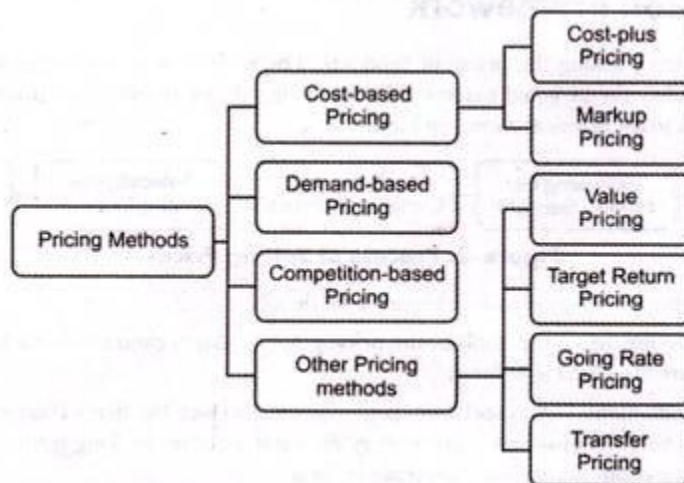 Pricing Methods
Cost-based
Pricing
Demand-based
Pricing
Competition-based
Pricing
Other Pricing
methods
Cost-plus
Pricing
Markup
Pricing
Value
Pricing
Target Return
Pricing
Going Rate
Pricing
Transfer
Pricing